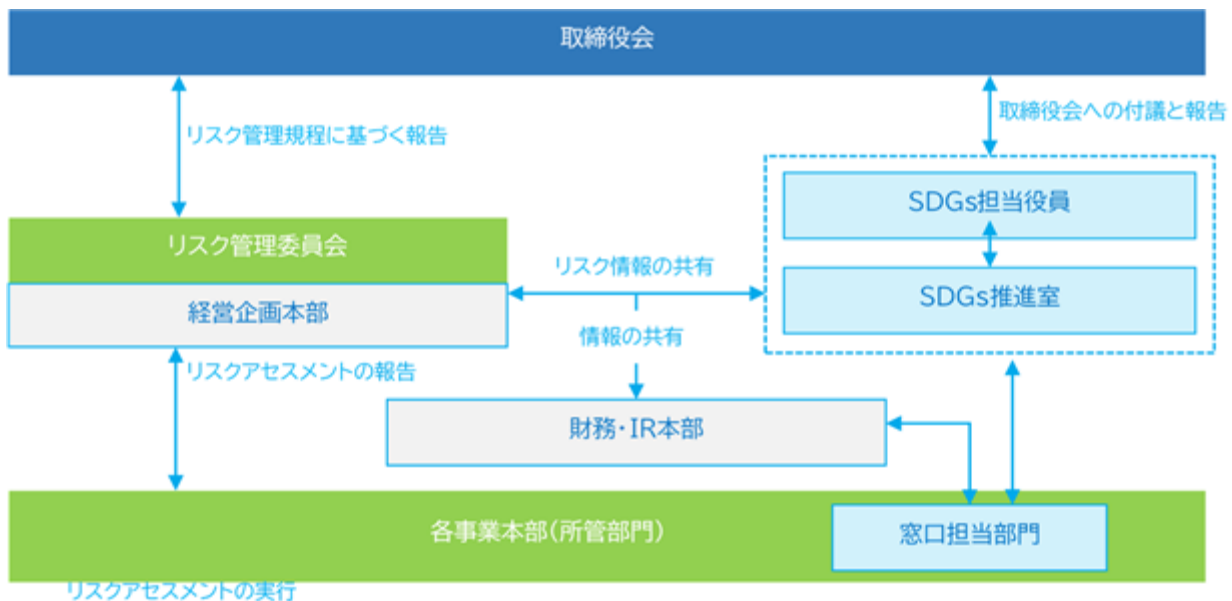 取締役会
リスク管理規程に基づく報告
取締役会への付議と報告
SDGs担当役員
リスク管理委員会
リスク情報の共有
SDGs推進室
経営企画本部
情報の共有
リスクアセスメントの報告
財務・IR本部
各事業本部(所管部門)
窓口担当部門
リスクアセスメントの実行